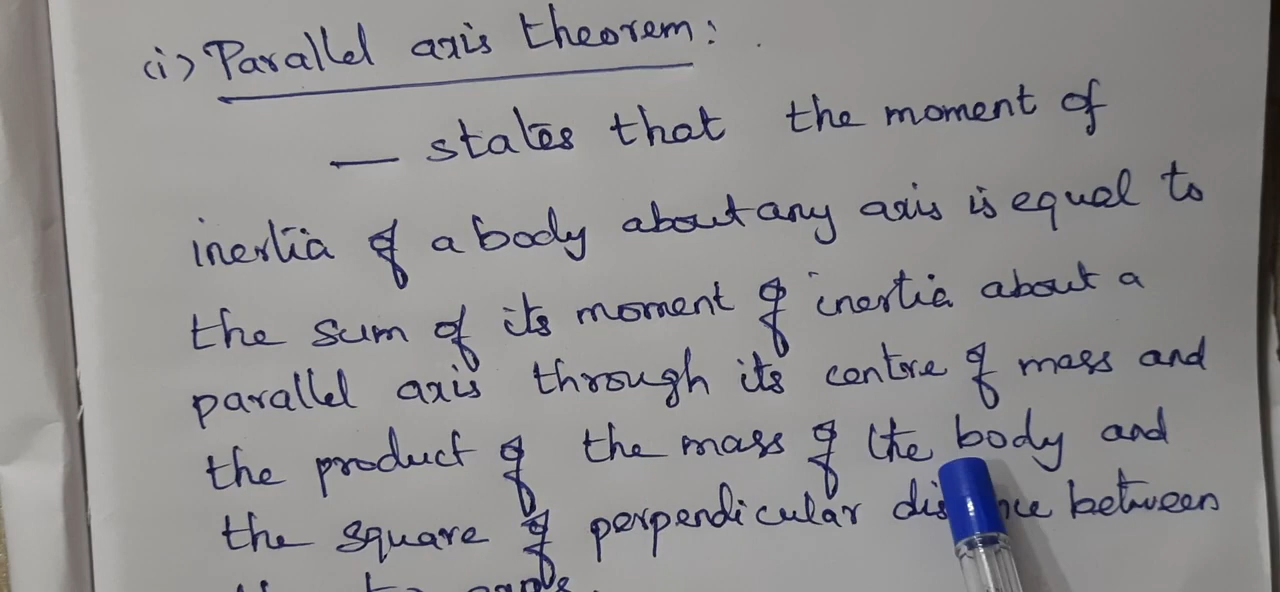 (i) Parallel axis theorem:
— states that the moment of
inertia of a body about any axis is equal to
the sum of its moment of inertia about a
parallel axis through its centre of mass and
the product of the mass of the body and
the square of perpendicular between